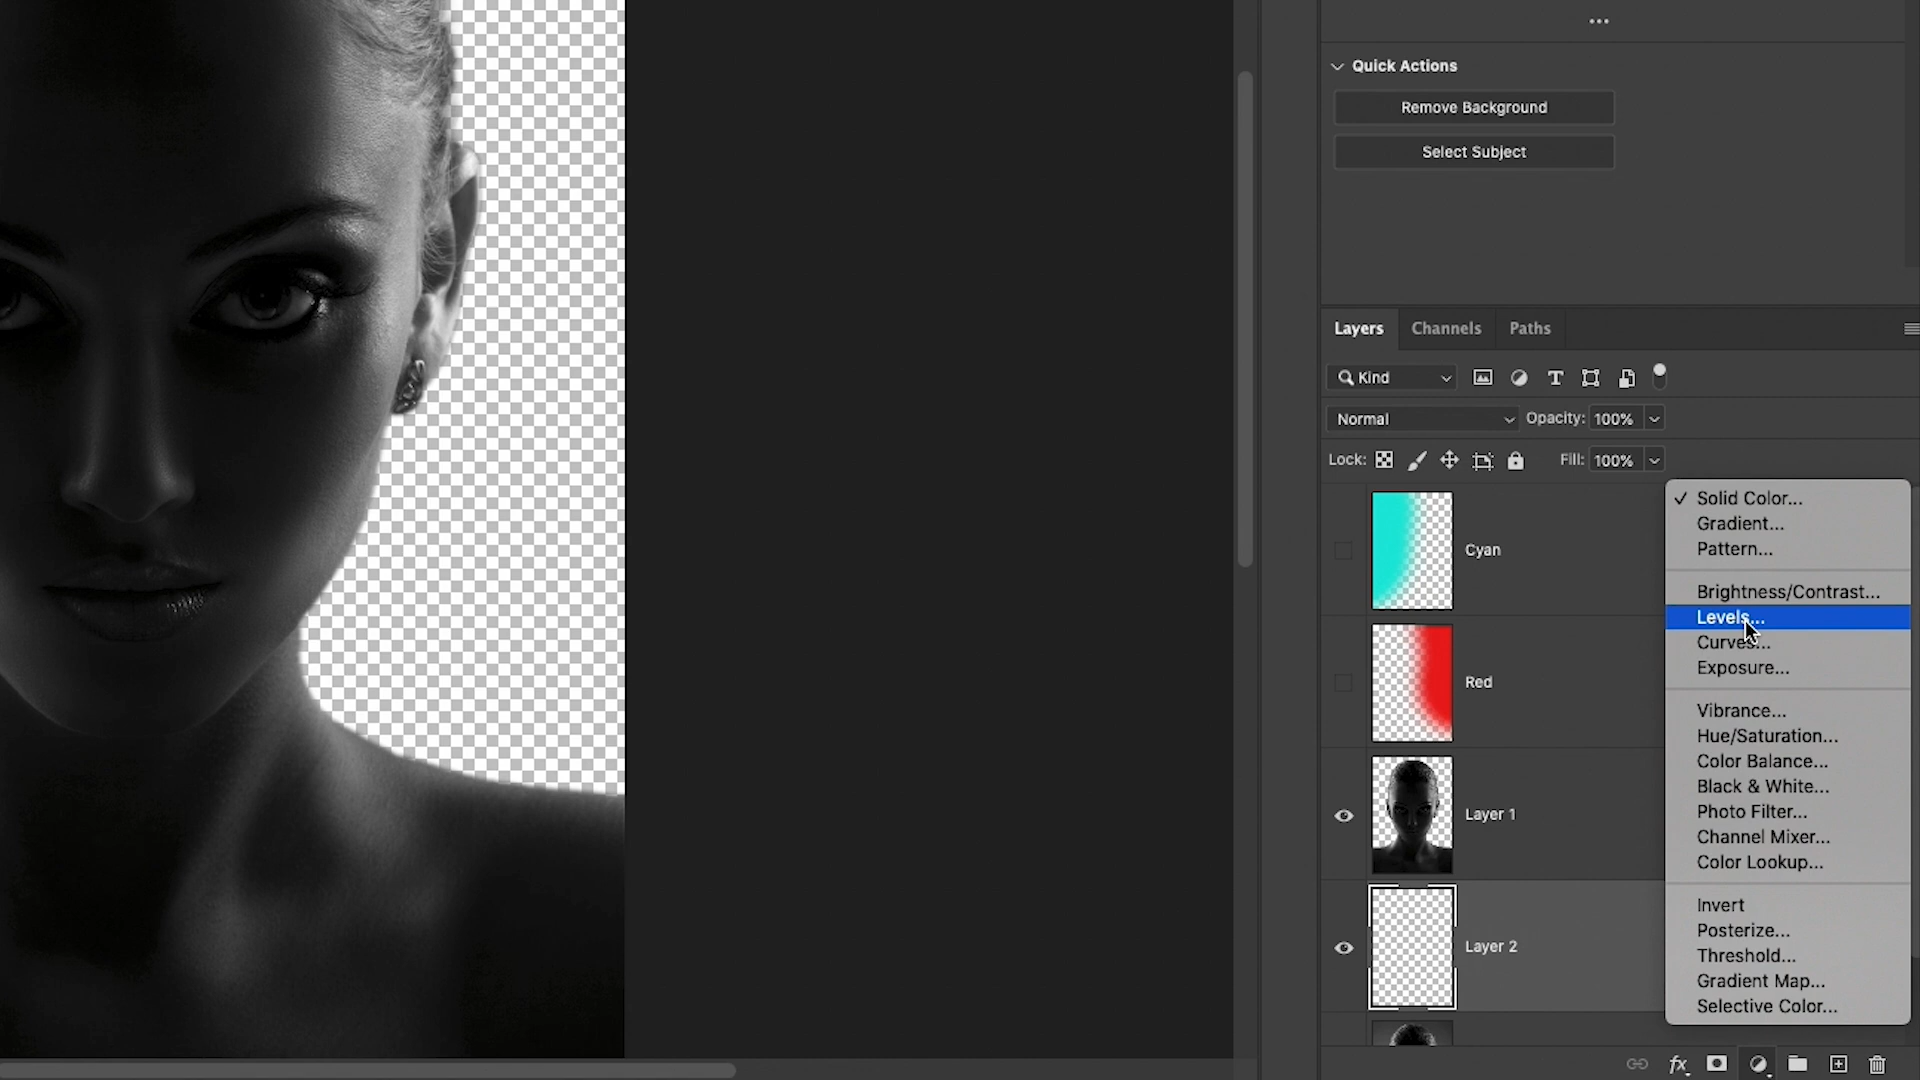 Quick Actions
Remove Background
Select Subject
Layers Channels Paths
Kind
Normal Opacity: 100%
Lock: Fill: 100%
Cyan
Red
Layer 1
Layer 2
✓ Solid Color...
Gradient...
Pattern...
Brightness/Contrast...
Levels...
Curves...
Exposure...
Vibrance...
Hue/Saturation...
Color Balance...
Black & White...
Photo Filter...
Channel Mixer...
Color Lookup...
Invert
Posterize...
Threshold...
Gradient Map...
Selective Color...
fx